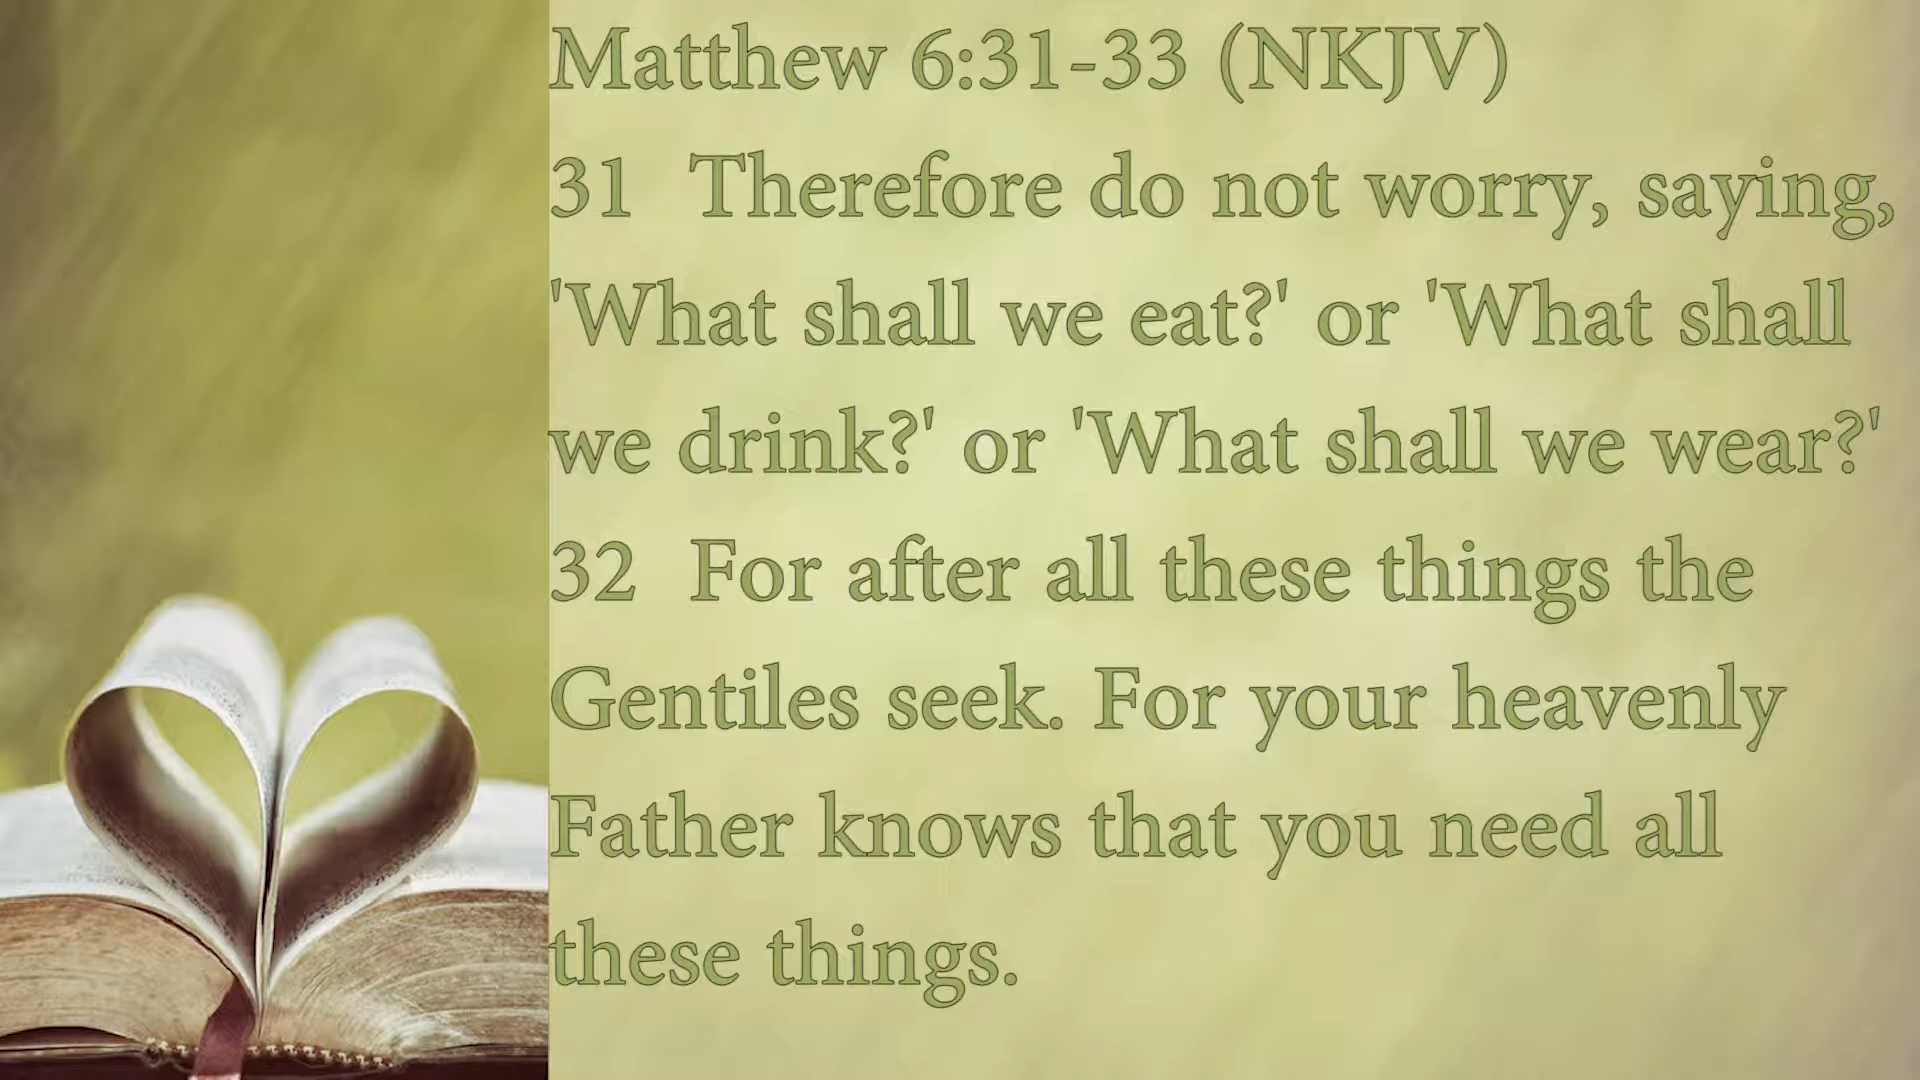 Matthew 6:31-33 (NKJV)
31  Therefore do not worry, saying,
'What shall we eat?' or 'What shall
we drink?' or 'What shall we wear?'
32  For after all these things the
Gentiles seek. For your heavenly
Father knows that you need all
these things.